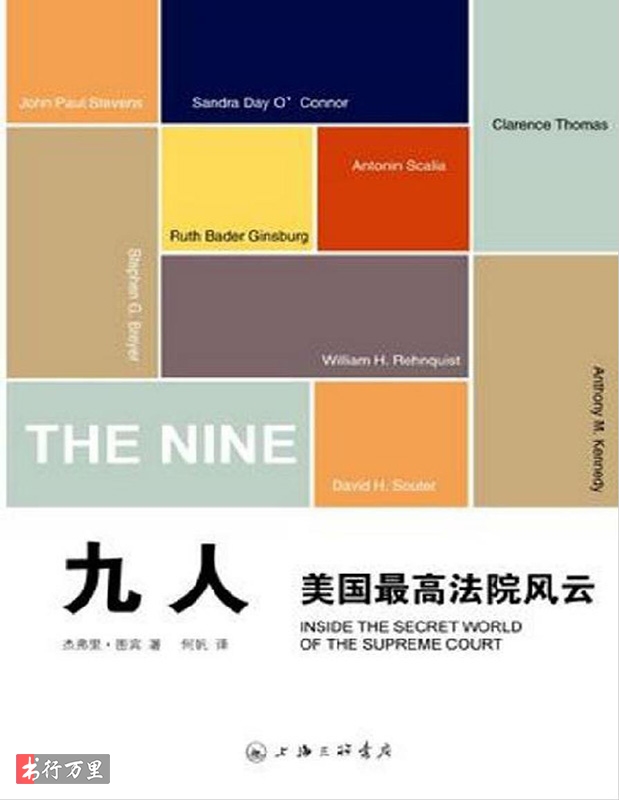 John Paul Stevens
Sandra Day O' Connor
Clarence Thomas
Antonin Scalia
Ruth Bader Ginsburg
Stephen G. Breyer
William H. Rehnquist
Anthony M. Kennedy
THE NINE
David H. Souter
九人
美国最高法院风云
INSIDE THE SECRET WORLD
OF THE SUPREME COURT
杰弗里·图宾 著 何帆 译
上海三联书店
书行万里